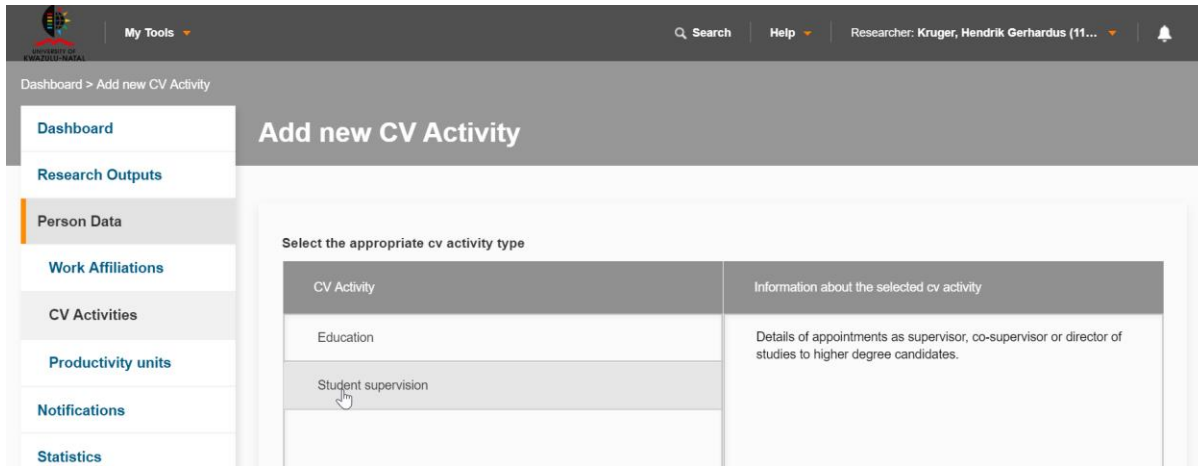 My Tools
Search
Help
Researcher: Kruger, Hendrik Gerhardus (11...
UNIVERSITY OF
KWAZULU-NATAL
Dashboard > Add new CV Activity
Dashboard
Add new CV Activity
Research Outputs
Person Data
Select the appropriate cv activity type
Work Affiliations
CV Activity
Information about the selected cv activity
CV Activities
Education
Details of appointments as supervisor, co-supervisor or director of
studies to higher degree candidates.
Productivity units
Student supervision
Notifications
Statistics